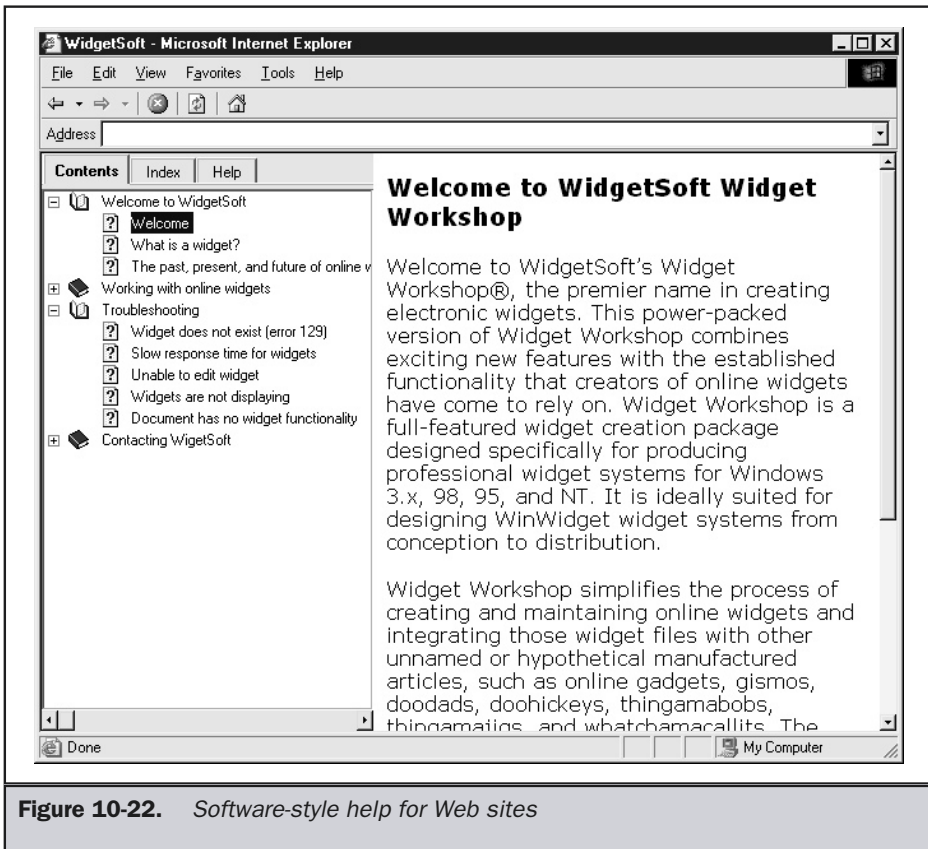 WidgetSoft - Microsoft Internet Explorer
File Edit View Favorites Tools Help
Address
Contents Index Help
Welcome to WidgetSoft
Welcome
What is a widget?
The past, present, and future of online v
Working with online widgets
Troubleshooting
Widget does not exist (error 129)
Slow response time for widgets
Unable to edit widget
Widgets are not displaying
Document has no widget functionality
Contacting WigetSoft
Welcome to WidgetSoft Widget
Workshop
Welcome to WidgetSoft's Widget
Workshop®, the premier name in creating
electronic widgets. This power-packed
version of Widget Workshop combines
exciting new features with the established
functionality that creators of online widgets
have come to rely on. Widget Workshop is a
full-featured widget creation package
designed specifically for producing
professional widget systems for Windows
3.x, 98, 95, and NT. It is ideally suited for
designing WinWidget widget systems from
conception to distribution.
Widget Workshop simplifies the process of
creating and maintaining online widgets and
integrating those widget files with other
unnamed or hypothetical manufactured
articles, such as online gadgets, gismos,
doodads, doohickeys, thingamabobs,
thingamajigs, and whatchamacallits. The
Done
My Computer
Figure 10-22. Software-style help for Web sites